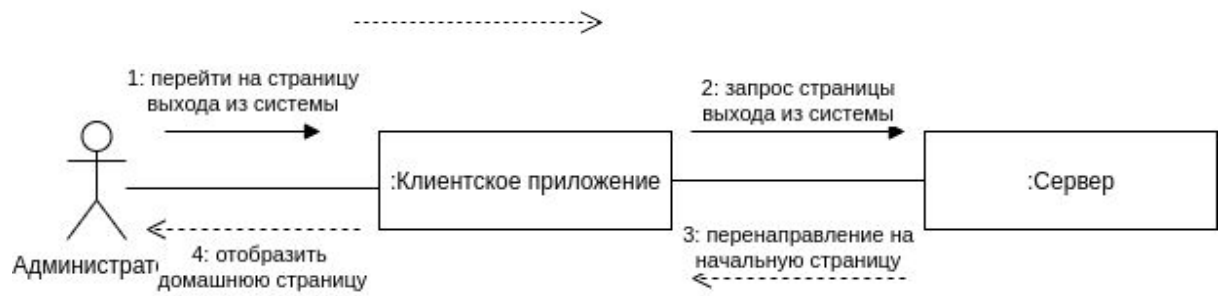 1: перейти на страницу
выхода из системы
2: запрос страницы
выхода из системы
:Клиентское приложение
:Сервер
3: перенаправление на
начальную страницу
4: отобразить
домашнюю страницу
Администрат